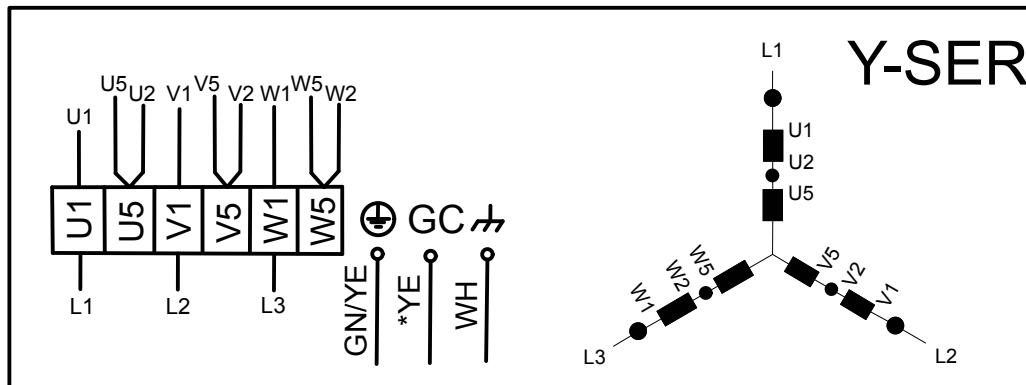 Y-SER
U1 U5 U2 V1 V5 V2 W1 W5 W2
U1 U5 V1 V5 W1 W5
L1 L2 L3
GC
GN/YE *YE WH
L1
U1
U2
U5
W1 W2 W5
V5 V2 V1
L3
L2